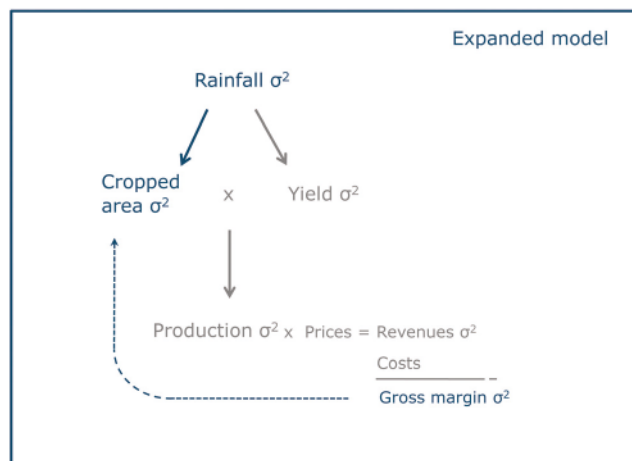 Expanded model
Rainfall σ²
Cropped
area σ²
x
Yield σ²
Production σ² x Prices = Revenues σ²
Costs
–
Gross margin σ²